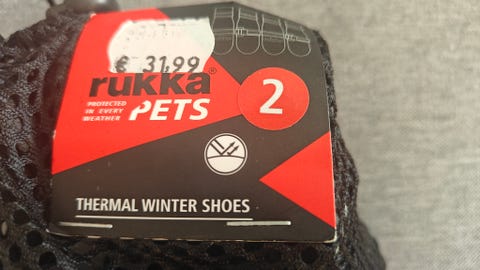 € 31,99
rukka®
PROTECTED
IN EVERY
WEATHER
PETS
2
THERMAL WINTER SHOES